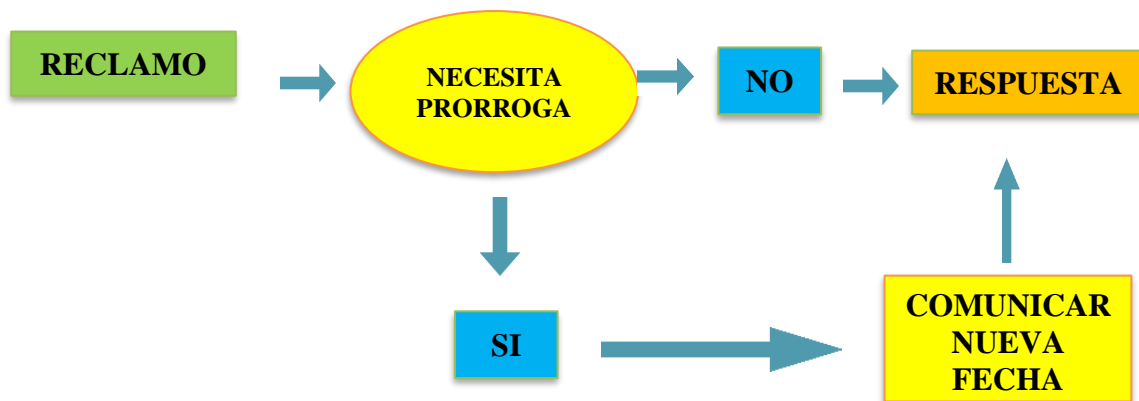 RECLAMO
NECESITA
PRORROGA
NO
RESPUESTA
SI
COMUNICAR
NUEVA
FECHA